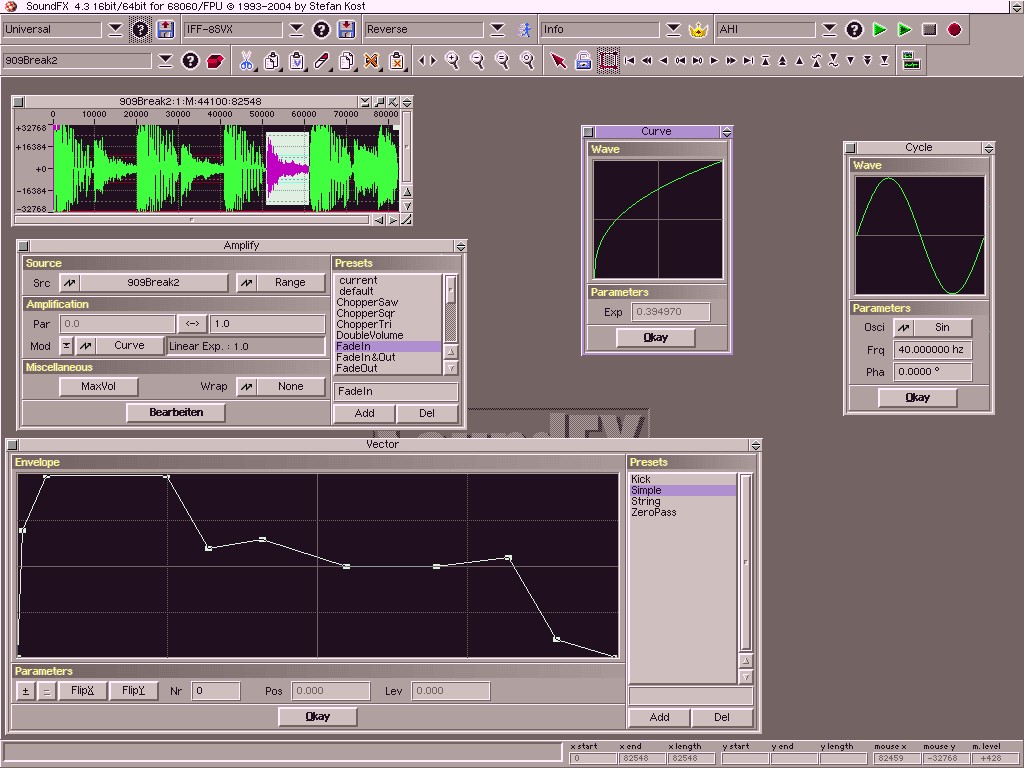 SoundFX 4.3 16bit/64bit for 68060/FPU © 1993-2004 by Stefan Kost
Universal IFF-8SVX Reverse Info AHI
909Break2
909Break2:1:M:44100:82548
0 10000 20000 30000 40000 50000 60000 70000 80000
+32768
+16384
+0
-16384
-32768
Curve
Wave
Parameters
Exp 0.394970
Okay
Cycle
Wave
Parameters
Osci Sin
Frq 40.000000 hz
Pha 0.0000 °
Okay
Amplify
Source
Src 909Break2 Range
Amplification
Par 0.0 <-> 1.0
Mod Curve Linear Exp. : 1.0
Miscellaneous
MaxVol Wrap None
Bearbeiten
Presets
current
default
ChopperSaw
ChopperSqr
ChopperTri
DoubleVolume
FadeIn
FadeIn&Out
FadeOut
FadeIn
Add Del
SoundFX
Vector
Envelope
Parameters
± = FlipX FlipY Nr 0 Pos 0.000 Lev 0.000
Okay
Presets
Kick
Simple
String
ZeroPass
Add Del
x start x end x length y start y end y length mouse x mouse y m. level
0 82548 82548 82459 -32768 +428